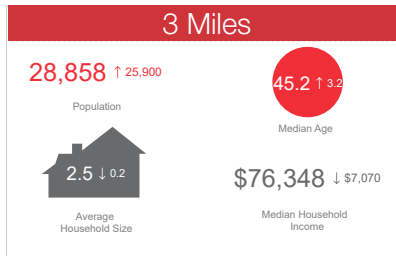 3 Miles
28,858 ↑ 25,900
Population
45.2 ↑ 3.2
Median Age
2.5 ↓ 0.2
Average
Household Size
$76,348 ↓ $7,070
Median Household
Income